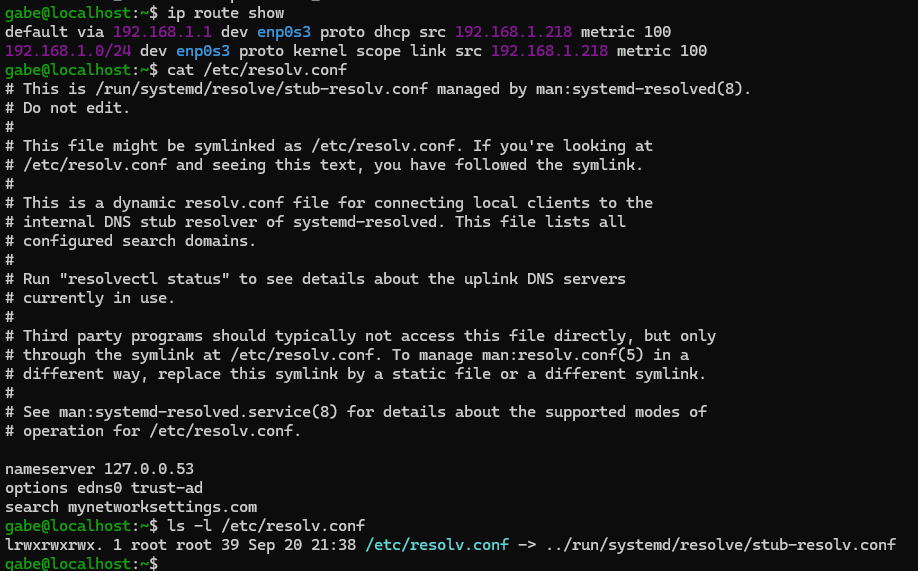 gabe@localhost:~$ ip route show
default via 192.168.1.1 dev enp0s3 proto dhcp src 192.168.1.218 metric 100
192.168.1.0/24 dev enp0s3 proto kernel scope link src 192.168.1.218 metric 100
gabe@localhost:~$ cat /etc/resolv.conf
# This is /run/systemd/resolve/stub-resolv.conf managed by man:systemd-resolved(8).
# Do not edit.
#
# This file might be symlinked as /etc/resolv.conf. If you're looking at
# /etc/resolv.conf and seeing this text, you have followed the symlink.
#
# This is a dynamic resolv.conf file for connecting local clients to the
# internal DNS stub resolver of systemd-resolved. This file lists all
# configured search domains.
#
# Run "resolvectl status" to see details about the uplink DNS servers
# currently in use.
#
# Third party programs should typically not access this file directly, but only
# through the symlink at /etc/resolv.conf. To manage man:resolv.conf(5) in a
# different way, replace this symlink by a static file or a different symlink.
#
# See man:systemd-resolved.service(8) for details about the supported modes of
# operation for /etc/resolv.conf.

nameserver 127.0.0.53
options edns0 trust-ad
search mynetworksettings.com
gabe@localhost:~$ ls -l /etc/resolv.conf
lrwxrwxrwx. 1 root root 39 Sep 20 21:38 /etc/resolv.conf -> ../run/systemd/resolve/stub-resolv.conf
gabe@localhost:~$